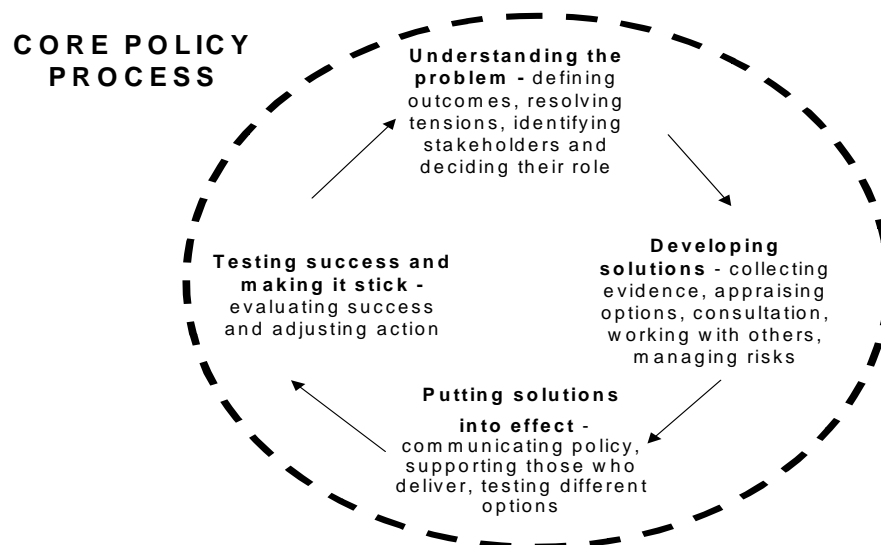 CORE POLICY
PROCESS
Understanding the
problem - defining
outcomes, resolving
tensions, identifying
stakeholders and
deciding their role
Developing
solutions - collecting
evidence, appraising
options, consultation,
working with others,
managing risks
Putting solutions
into effect -
communicating policy,
supporting those who
deliver, testing different
options
Testing success and
making it stick -
evaluating success
and adjusting action